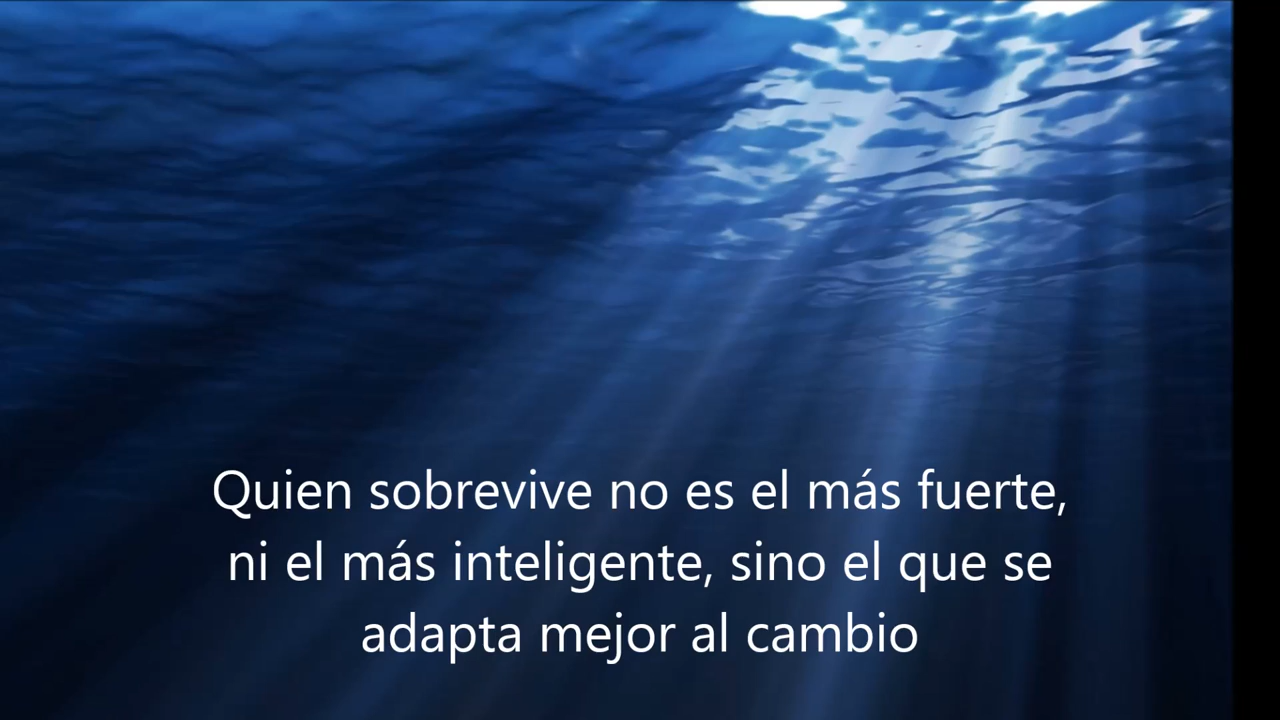 Quien sobrevive no es el más fuerte,
ni el más inteligente, sino el que se
adapta mejor al cambio